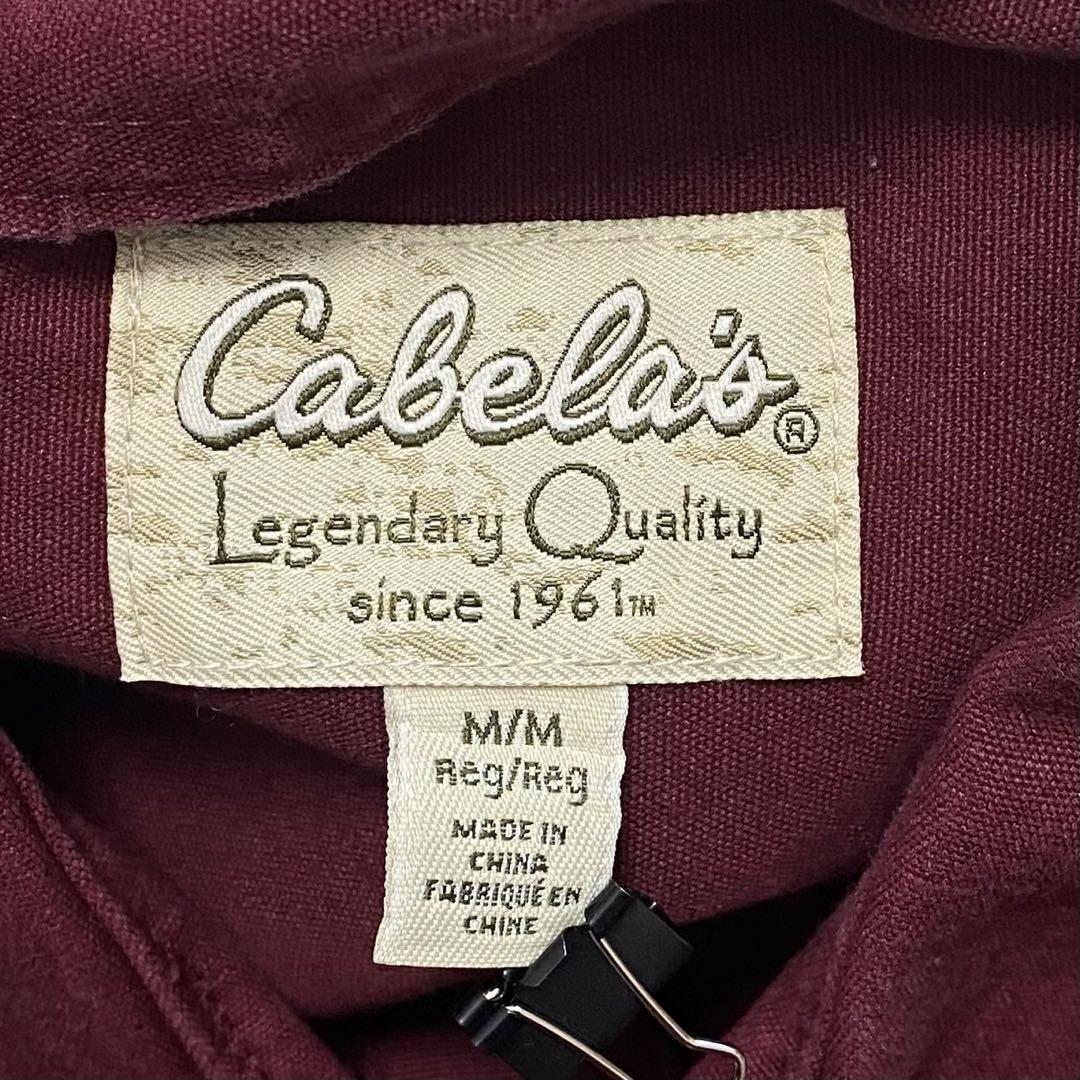 Cabela's®
Legendary Quality
since 1961™
M/M
Reg/Reg
MADE IN
CHINA
FABRIQUÉ EN
CHINE